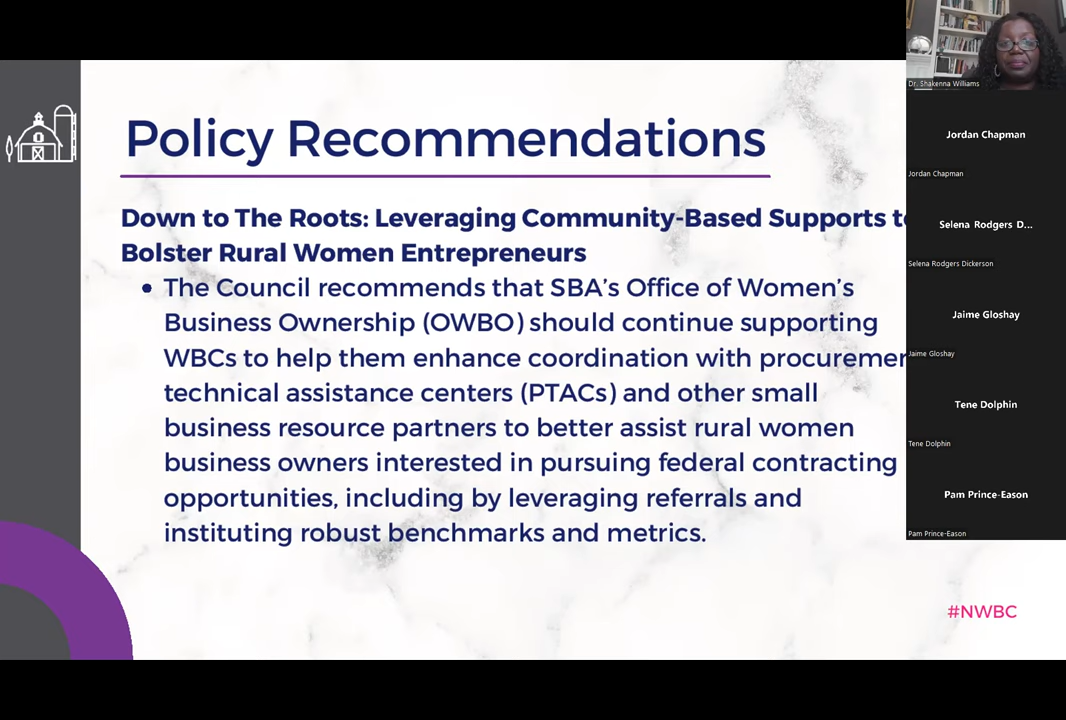 Policy Recommendations
Down to The Roots: Leveraging Community-Based Supports
Bolster Rural Women Entrepreneurs
• The Council recommends that SBA’s Office of Women’s
Business Ownership (OWBO) should continue supporting
WBCs to help them enhance coordination with
technical assistance centers (PTACs) and other small
business resource partners to better assist rural women
business owners interested in pursuing federal contracting
opportunities, including by leveraging referrals and
instituting robust benchmarks and metrics.
#NWBC
Dr. Shakenna Williams
Jordan Chapman
Jordan Chapman
Selena Rodgers D...
Selena Rodgers Dickerson
Jaime Gloshay
Jaime Gloshay
Tene Dolphin
Tene Dolphin
Pam Prince-Eason
Pam Prince-Eason